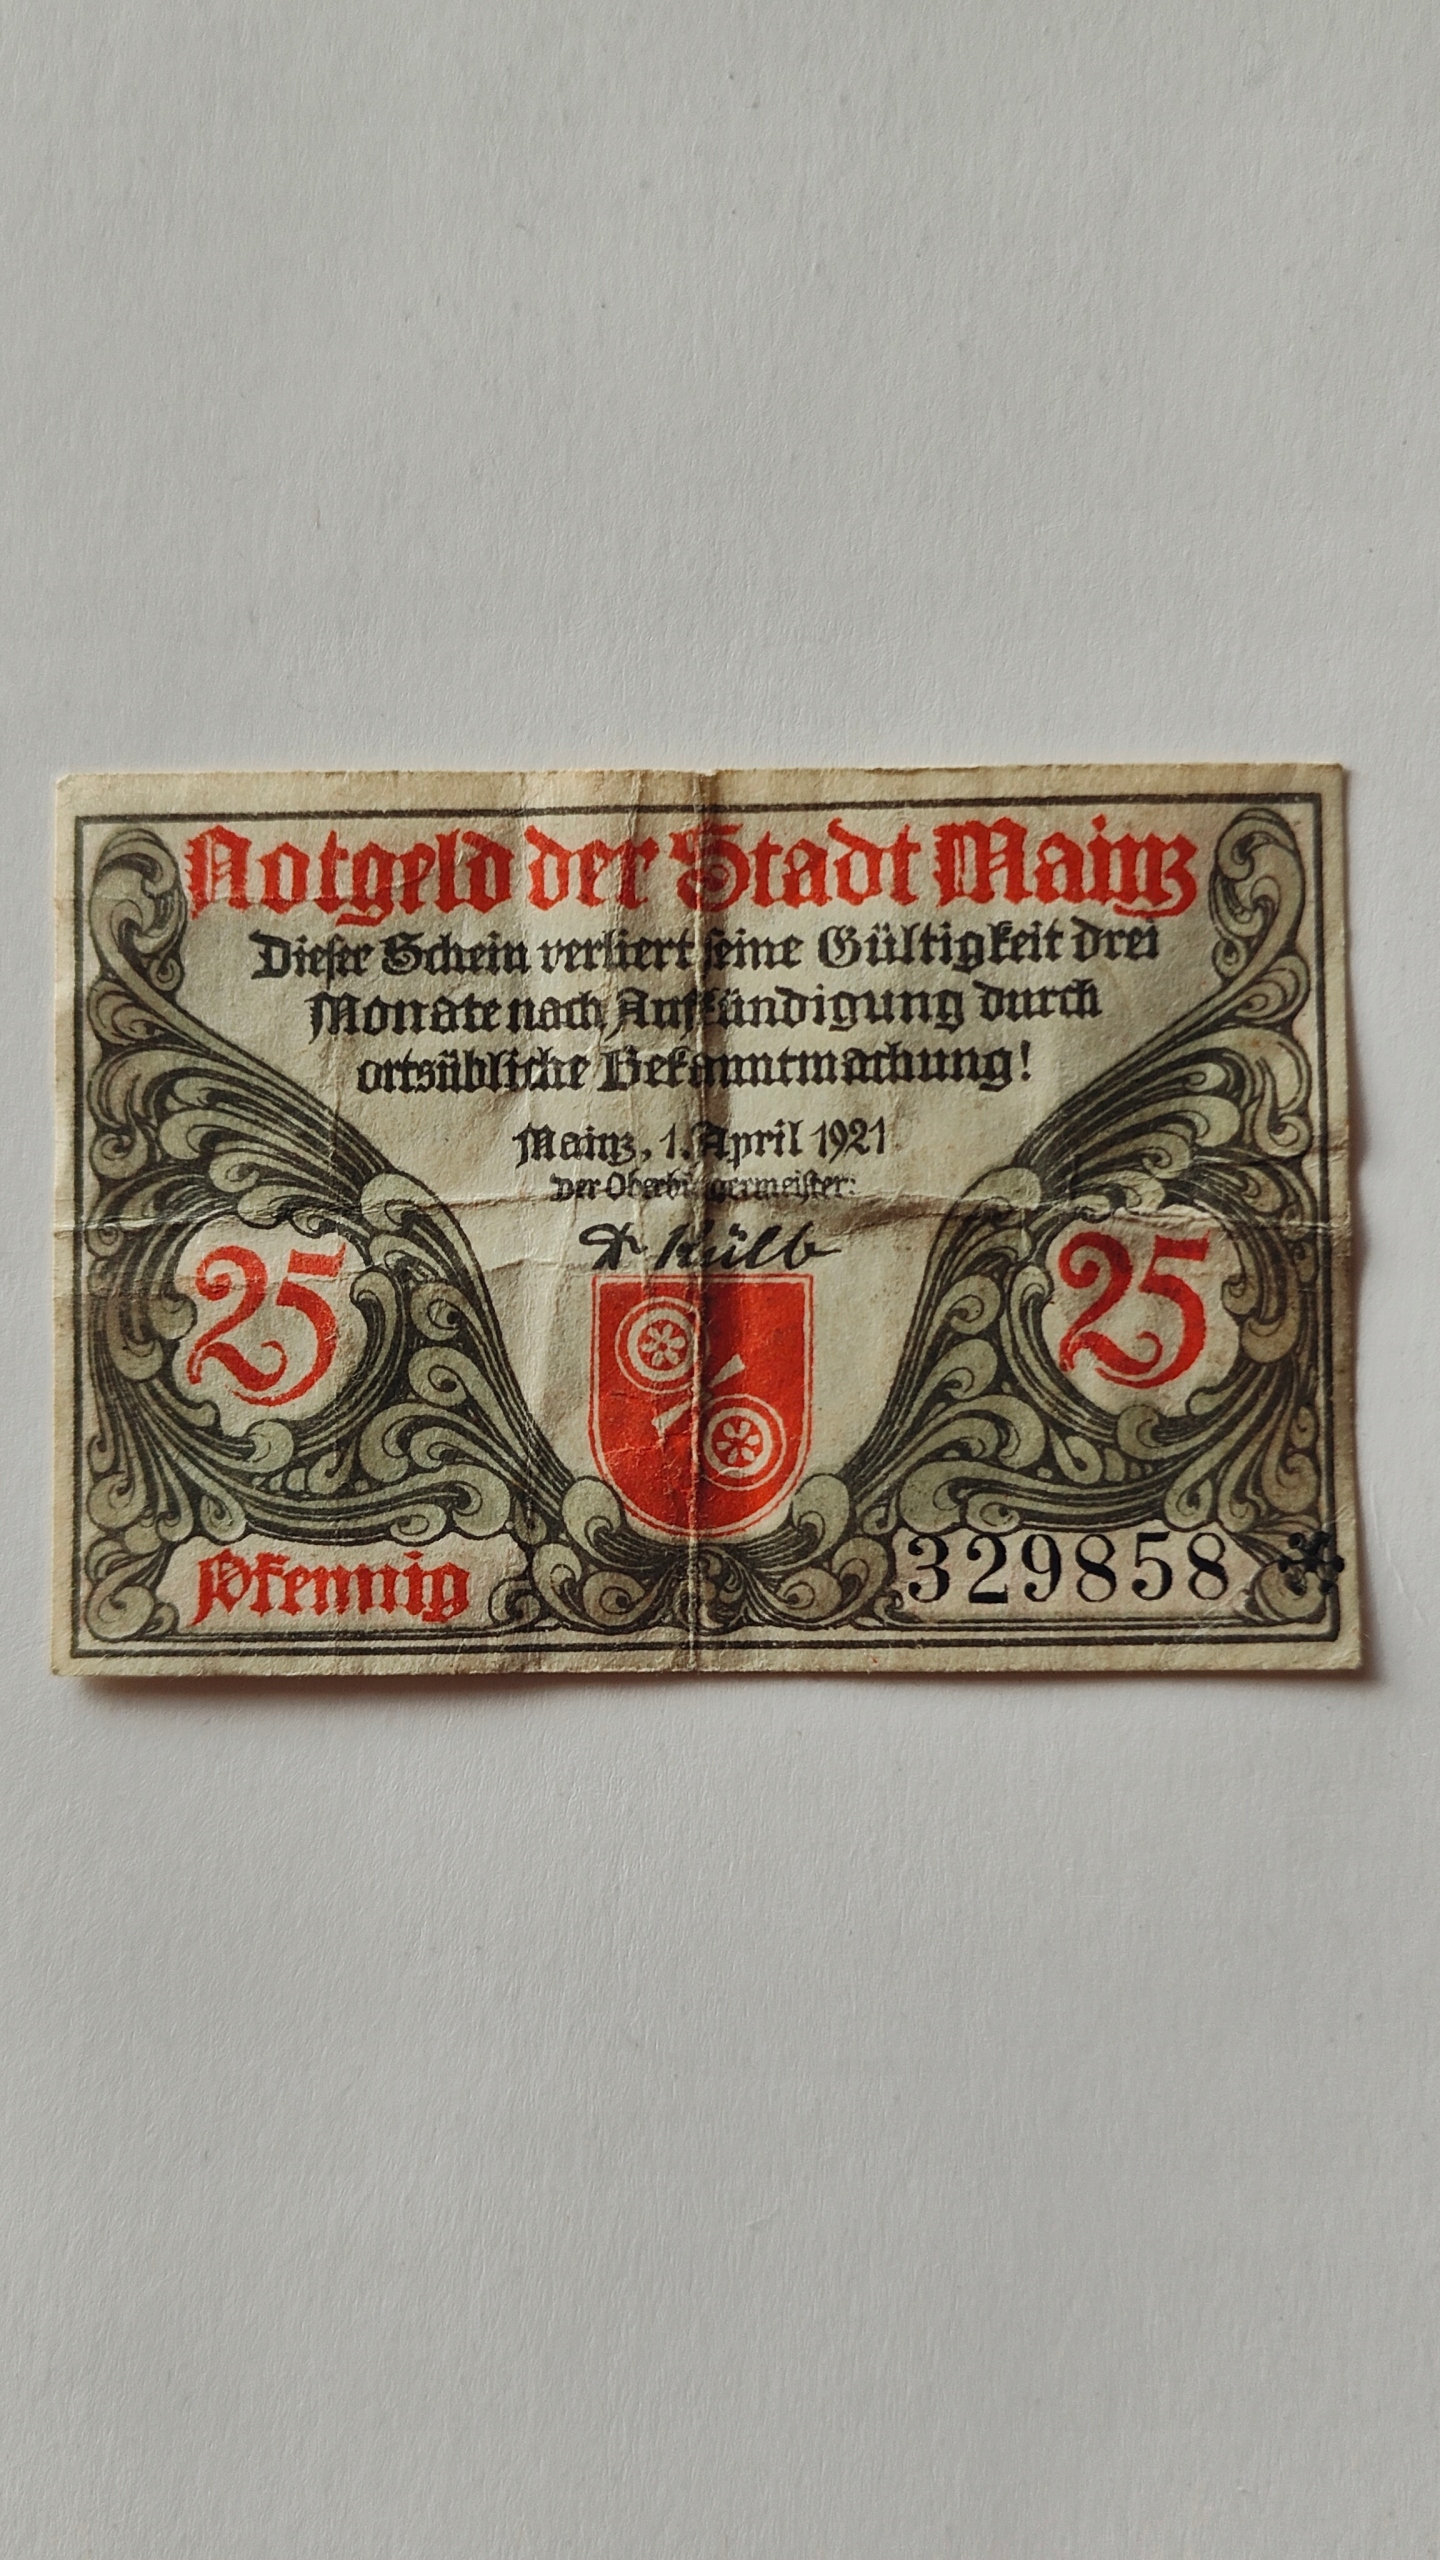 Notgeld der Stadt Mainz
Dieser Schein verliert seine Gültigkeit drei
Monate nach Aufkündigung durch
ortsübliche Bekanntmachung!
Mainz, 1. April 1921
Der Oberbürgermeister:
Dr Külb
25
25
Pfennig
329858 *